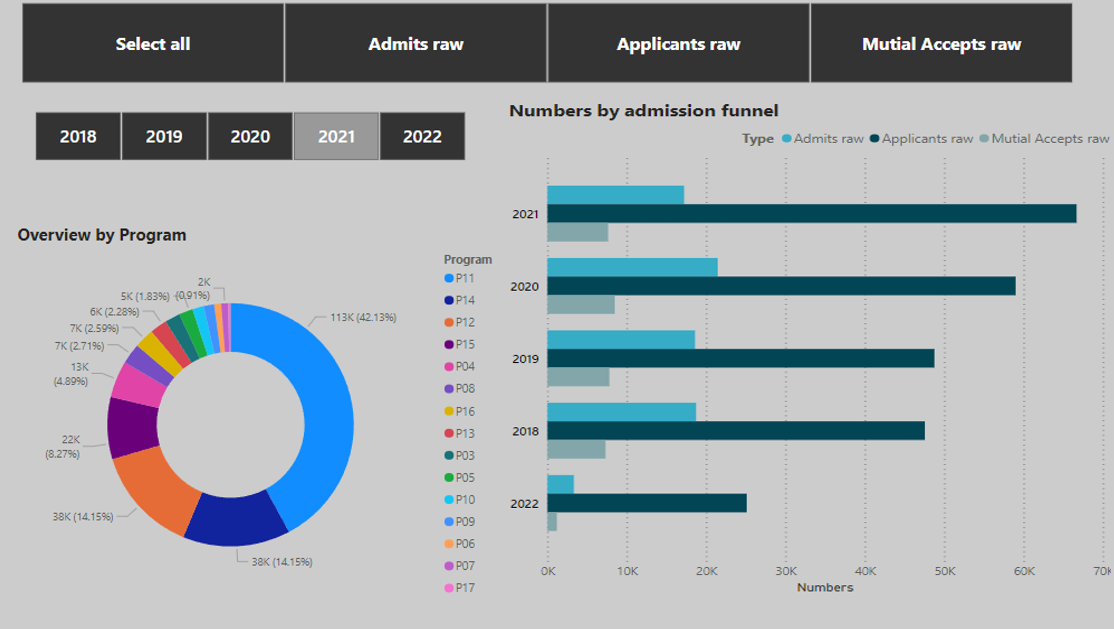 Select all
Admits raw
Applicants raw
Mutial Accepts raw
2018
2019
2020
2021
2022
Numbers by admission funnel
Type Admits raw Applicants raw Mutial Accepts raw
2021
2020
2019
2018
2022
0K 10K 20K 30K 40K 50K 60K 70K
Numbers
Overview by Program
2K
(0.91%)
5K (1.83%)
6K (2.28%)
7K (2.59%)
7K (2.71%)
13K
(4.89%)
22K
(8.27%)
38K (14.15%)
38K (14.15%)
113K (42.13%)
Program
P11
P14
P12
P15
P04
P08
P16
P13
P03
P05
P10
P09
P06
P07
P17